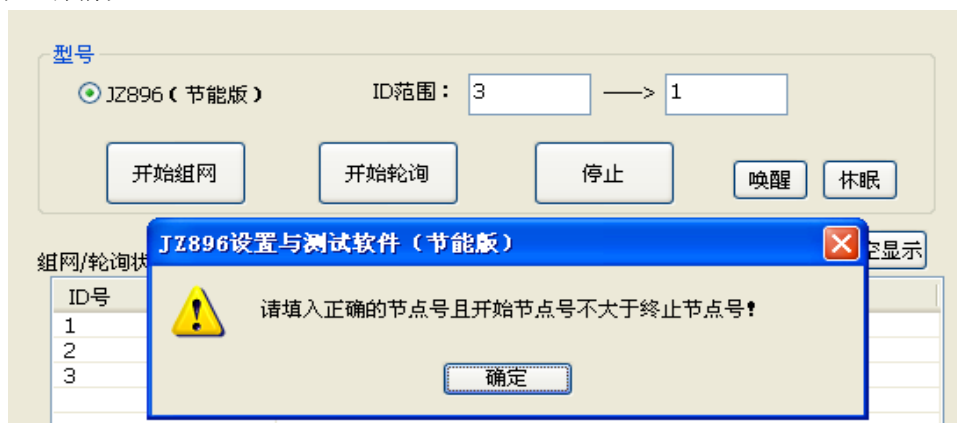 型号
JZ896（节能版）
ID范围：
3
——>
1
开始组网
开始轮询
停止
唤醒
休眠
组网/轮询状
空显示
JZ896设置与测试软件（节能版）
ID号
请填入正确的节点号且开始节点号不大于终止节点号！
1
2
3
确定